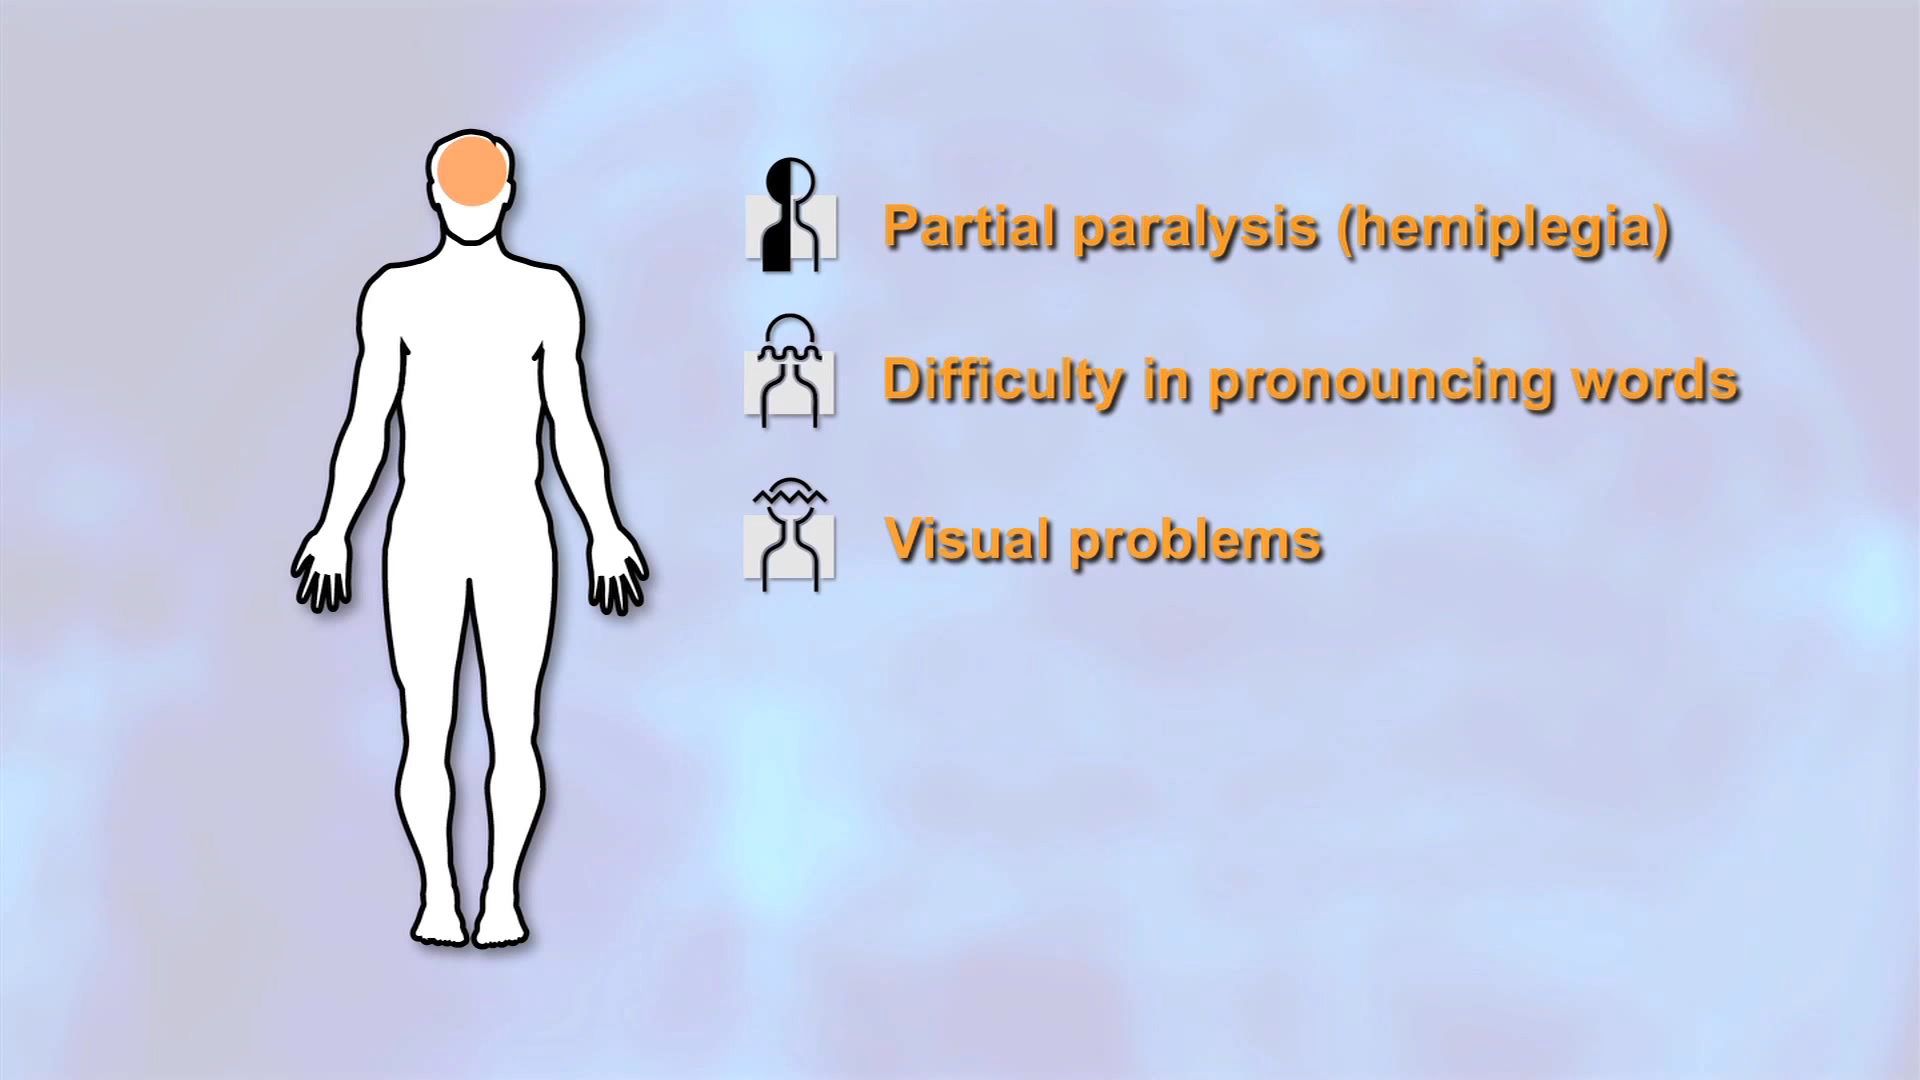 Partial paralysis (hemiplegia)
Difficulty in pronouncing words
Visual problems